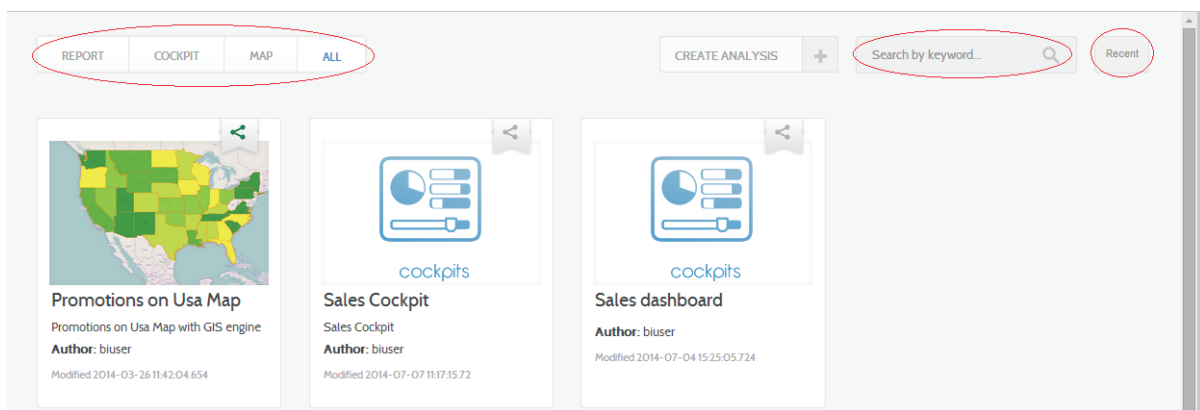 REPORT COCKPIT MAP ALL CREATE ANALYSIS + Search by keyword... Recent
cockpits
Promotions on Usa Map
Promotions on Usa Map with GIS engine
Author: biuser
Modified 2014-03-26 11:42:04.654
Sales Cockpit
Sales Cockpit
Author: biuser
Modified 2014-07-07 11:17:15.72
cockpits
Sales dashboard
Author: biuser
Modified 2014-07-04 15:25:05.724